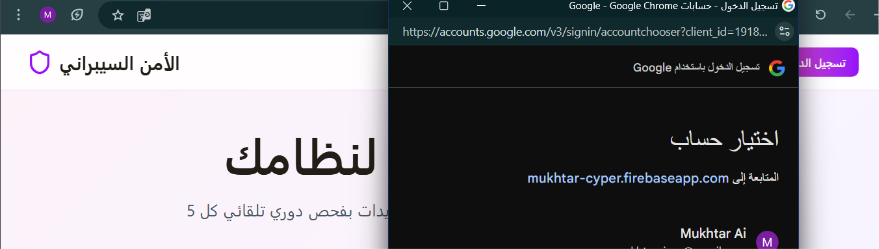 تسجيل الدخول - حسابات Google - Google Chrome
https://accounts.google.com/v3/signin/accountchooser?client_id=1918...
تسجيل الدخول باستخدام Google
اختيار حساب
المتابعة إلى mukhtar-cyper.firebaseapp.com
Mukhtar Ai
M
M
تسجيل الد
الأمن السيبراني
لنظامك
يدات بفحص دوري تلقائي كل 5